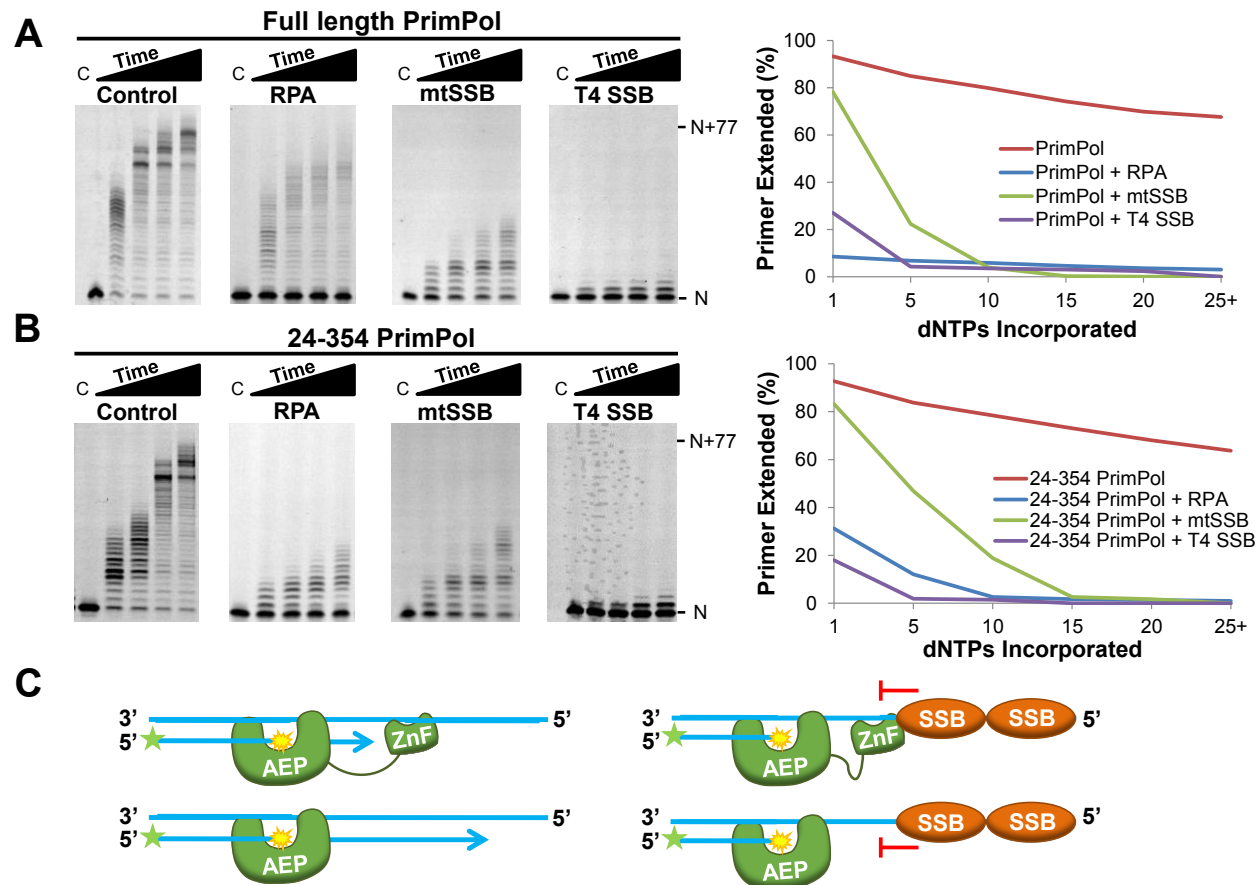 A
Full length PrimPol
C Time C Time C Time C Time
Control RPA mtSSB T4 SSB
N+77
N
Primer Extended (%)
100
80
60
40
20
0
PrimPol
PrimPol + RPA
PrimPol + mtSSB
PrimPol + T4 SSB
1 5 10 15 20 25+
dNTPs Incorporated
B
24-354 PrimPol
C Time C Time C Time C Time
Control RPA mtSSB T4 SSB
N+77
N
Primer Extended (%)
100
80
60
40
20
0
24-354 PrimPol
24-354 PrimPol + RPA
24-354 PrimPol + mtSSB
24-354 PrimPol + T4 SSB
1 5 10 15 20 25+
dNTPs Incorporated
C
3’ 5’
5’ AEP ZnF
3’ SSB SSB 5’
5’ AEP ZnF
3’ 5’
5’ AEP
3’ SSB SSB 5’
5’ AEP